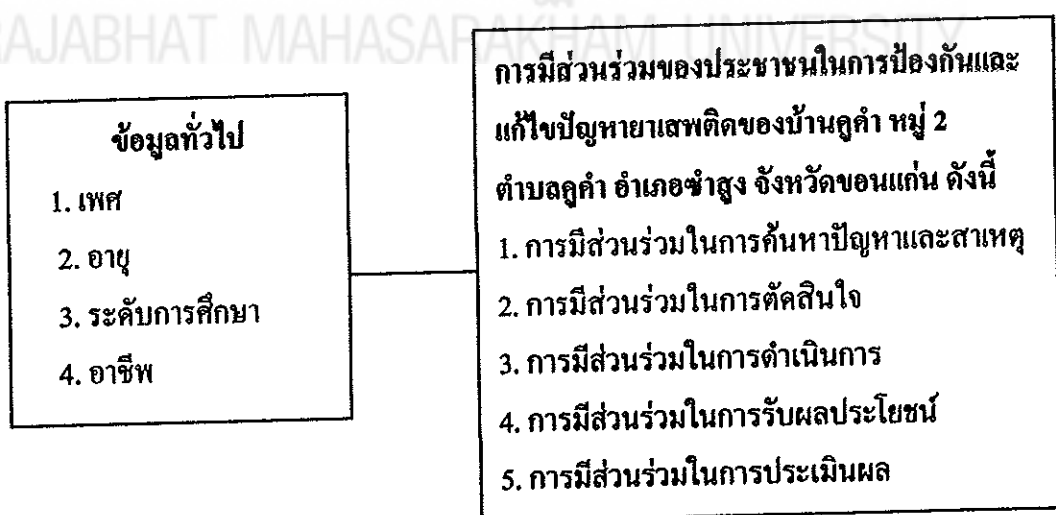 RAJABHAT MAHASARAKHAM UNIVERSITY
ข้อมูลทั่วไป
1. เพศ
2. อายุ
3. ระดับการศึกษา
4. อาชีพ
การมีส่วนร่วมของประชาชนในการป้องกันและ
แก้ไขปัญหายาเสพติดของบ้านคูคำ หมู่ 2
ตำบลคูคำ อำเภอซำสูง จังหวัดขอนแก่น ดังนี้
1. การมีส่วนร่วมในการค้นหาปัญหาและสาเหตุ
2. การมีส่วนร่วมในการตัดสินใจ
3. การมีส่วนร่วมในการดำเนินการ
4. การมีส่วนร่วมในการรับผลประโยชน์
5. การมีส่วนร่วมในการประเมินผล